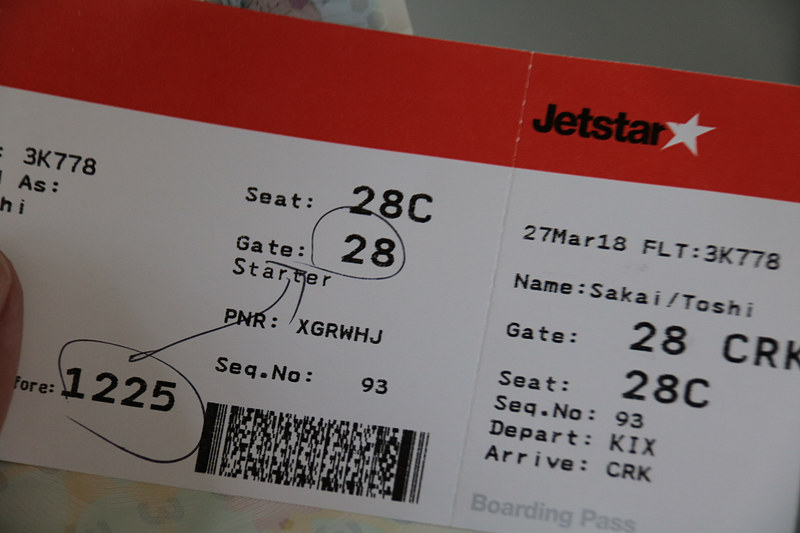 : 3K778
As:
hi
Seat: 28C
Gate: 28
Starter
PNR: XGRWHJ
Seq.No: 93
fore: 1225
Jetstar
27Mar18 FLT:3K778
Name:Sakai/Toshi
Gate: 28 CRK
Seat: 28C
Seq.No: 93
Depart: KIX
Arrive: CRK
Boarding Pass